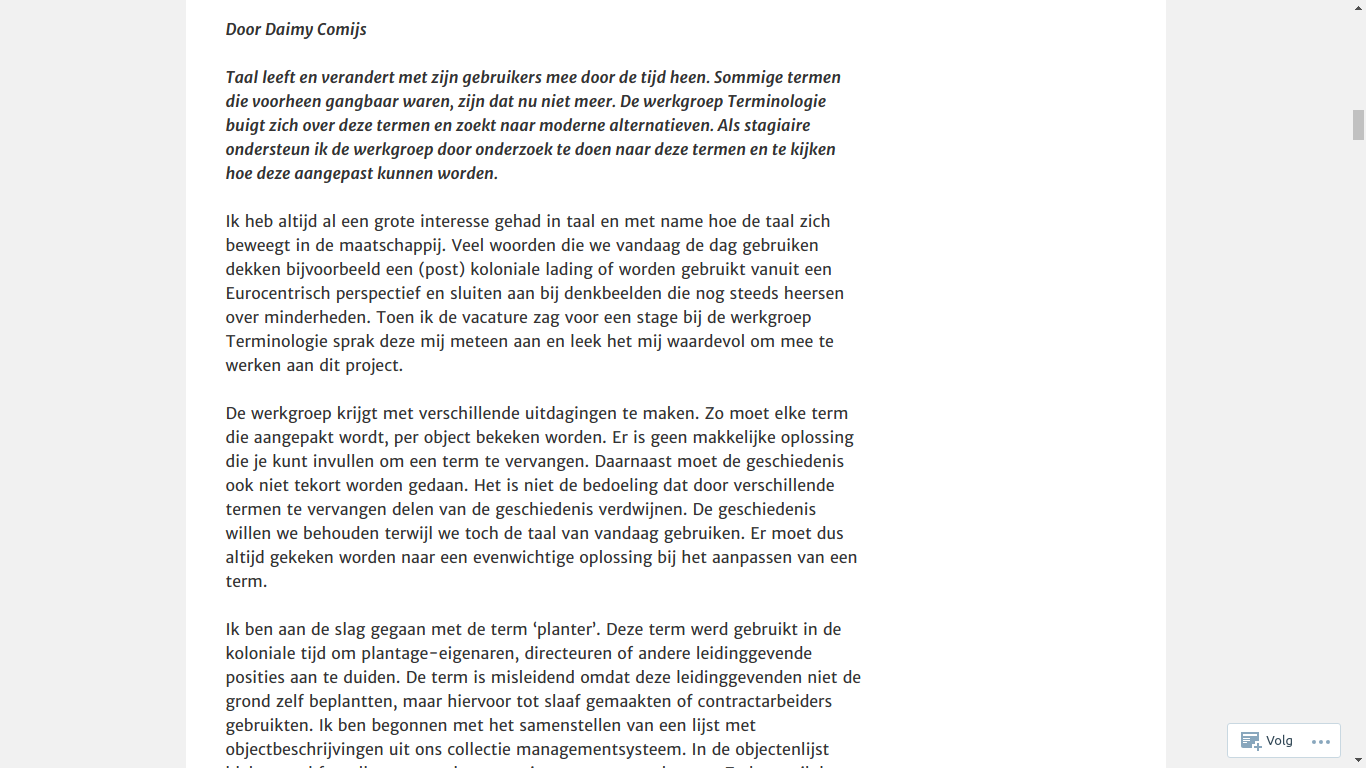 Door Daimy Comijs
Taal leeft en verandert met zijn gebruikers mee door de tijd heen. Sommige termen
die voorheen gangbaar waren, zijn dat nu niet meer. De werkgroep Terminologie
buigt zich over deze termen en zoekt naar moderne alternatieven. Als stagiaire
ondersteun ik de werkgroep door onderzoek te doen naar deze termen en te kijken
hoe deze aangepast kunnen worden.
Ik heb altijd al een grote interesse gehad in taal en met name hoe de taal zich
beweegt in de maatschappij. Veel woorden die we vandaag de dag gebruiken
dekken bijvoorbeeld een (post) koloniale lading of worden gebruikt vanuit een
Eurocentrisch perspectief en sluiten aan bij denkbeelden die nog steeds heersen
over minderheden. Toen ik de vacature zag voor een stage bij de werkgroep
Terminologie sprak deze mij meteen aan en leek het mij waardevol om mee te
werken aan dit project.
De werkgroep krijgt met verschillende uitdagingen te maken. Zo moet elke term
die aangepakt wordt, per object bekeken worden. Er is geen makkelijke oplossing
die je kunt invullen om een term te vervangen. Daarnaast moet de geschiedenis
ook niet tekort worden gedaan. Het is niet de bedoeling dat door verschillende
termen te vervangen delen van de geschiedenis verdwijnen. De geschiedenis
willen we behouden terwijl we toch de taal van vandaag gebruiken. Er moet dus
altijd gekeken worden naar een evenwichtige oplossing bij het aanpassen van een
term.
Ik ben aan de slag gegaan met de term ‘planter’. Deze term werd gebruikt in de
koloniale tijd om plantage-eigenaren, directeuren of andere leidinggevende
posities aan te duiden. De term is misleidend omdat deze leidinggevenden niet de
grond zelf beplantten, maar hiervoor tot slaaf gemaakten of contractarbeiders
gebruikten. Ik ben begonnen met het samenstellen van een lijst met
objectbeschrijvingen uit ons collectie managementsysteem. In de objectenlijst
Volg